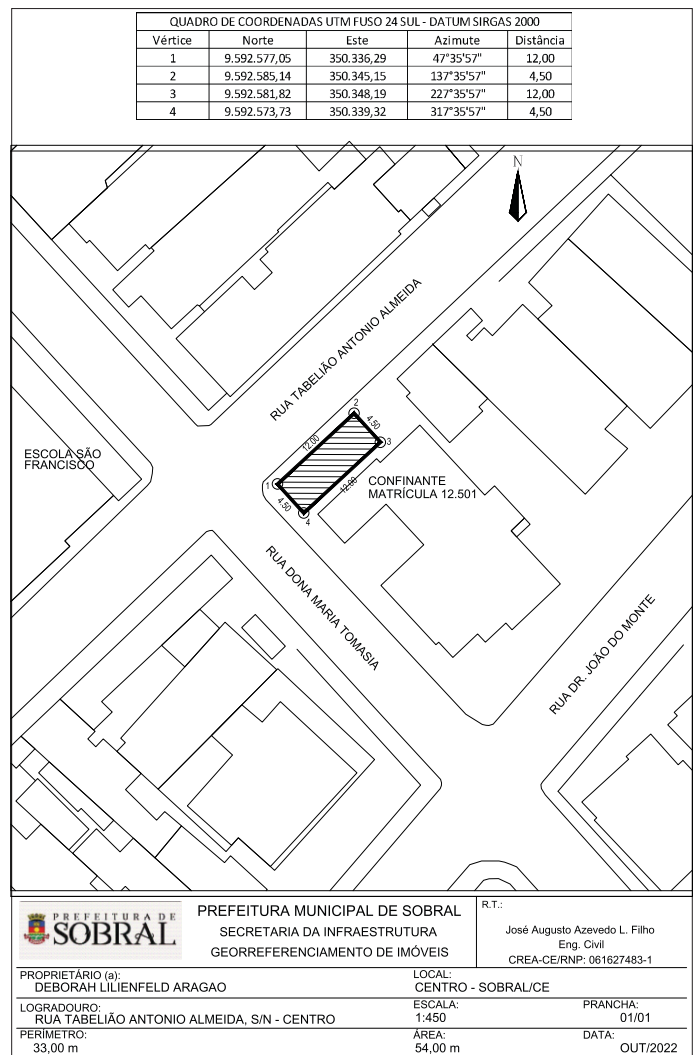 QUADRO DE COORDENADAS UTM FUSO 24 SUL - DATUM SIRGAS 2000
Vértice Norte Este Azimute Distância
1 9.592.577,05 350.336,29 47°35'57" 12,00
2 9.592.585,14 350.345,15 137°35'57" 4,50
3 9.592.581,82 350.348,19 227°35'57" 12,00
4 9.592.573,73 350.339,32 317°35'57" 4,50
N
RUA TABELIÃO ANTONIO ALMEIDA
2
4.50
12.00
3
ESCOLA SÃO
FRANCISCO
CONFINANTE
MATRÍCULA 12.501
1
12.00
4.50
4
RUA DONA MARIA TOMASIA
RUA DR. JOÃO DO MONTE
PREFEITURA DE
SOBRAL
PREFEITURA MUNICIPAL DE SOBRAL
SECRETARIA DA INFRAESTRUTURA
GEORREFERENCIAMENTO DE IMÓVEIS
R.T.:
José Augusto Azevedo L. Filho
Eng. Civil
CREA-CE/RNP: 061627483-1
PROPRIETÁRIO (a):
DEBORAH LILIENFELD ARAGAO
LOCAL:
CENTRO - SOBRAL/CE
LOGRADOURO:
RUA TABELIÃO ANTONIO ALMEIDA, S/N - CENTRO
ESCALA:
1:450
PRANCHA:
01/01
PERÍMETRO:
33,00 m
ÁREA:
54,00 m
DATA:
OUT/2022